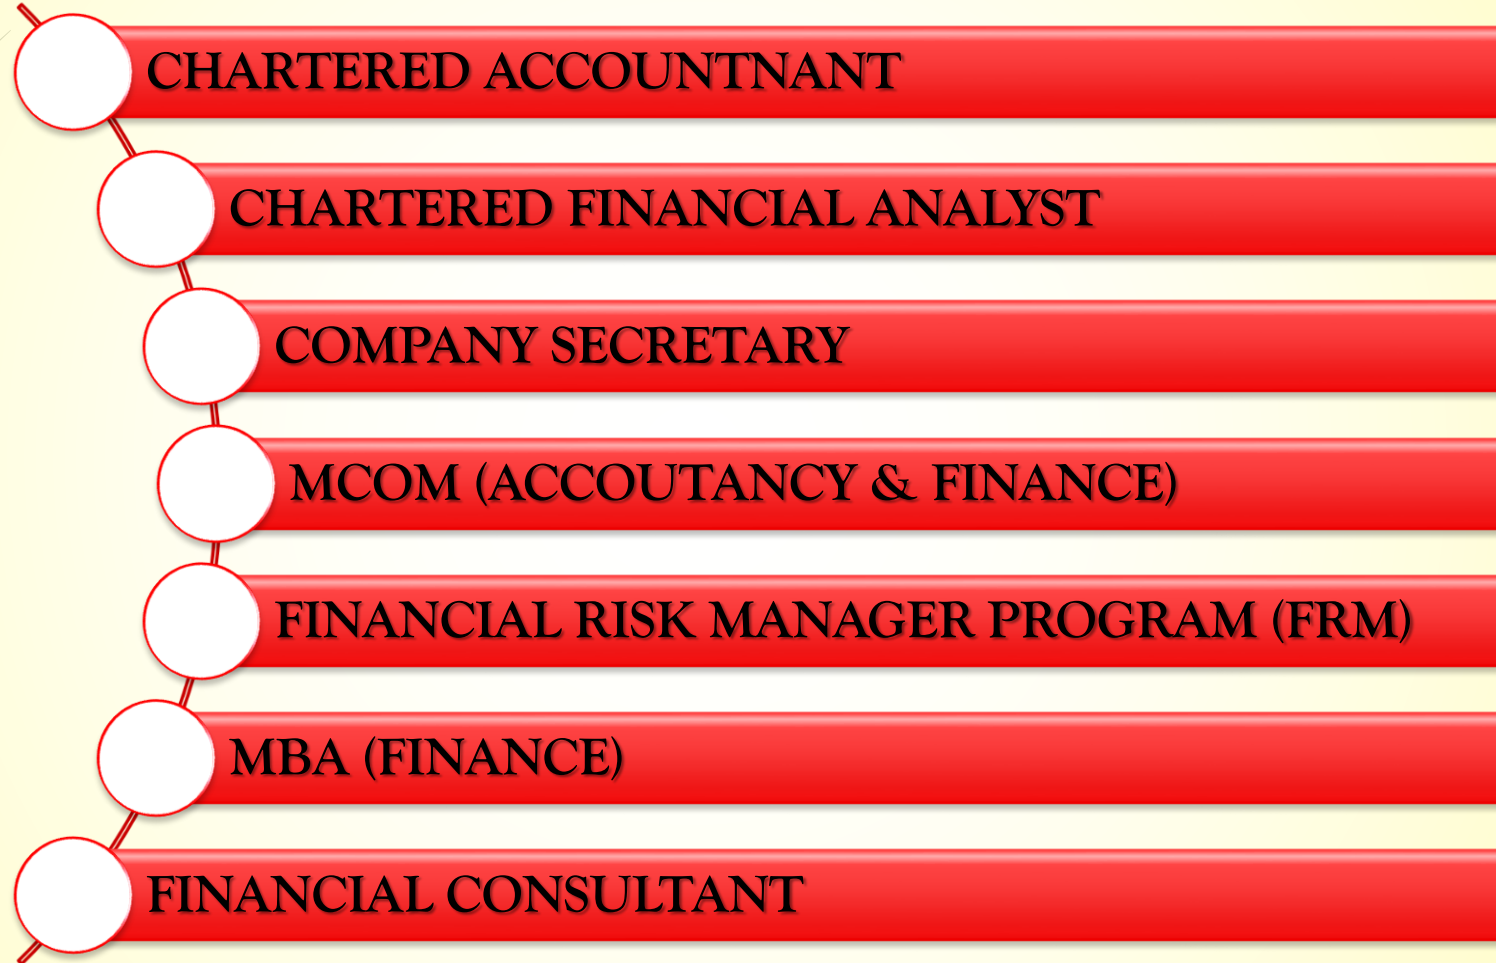 CHARTERED ACCOUNTNANT
CHARTERED FINANCIAL ANALYST
COMPANY SECRETARY
MCOM (ACCOUTANCY & FINANCE)
FINANCIAL RISK MANAGER PROGRAM (FRM)
MBA (FINANCE)
FINANCIAL CONSULTANT